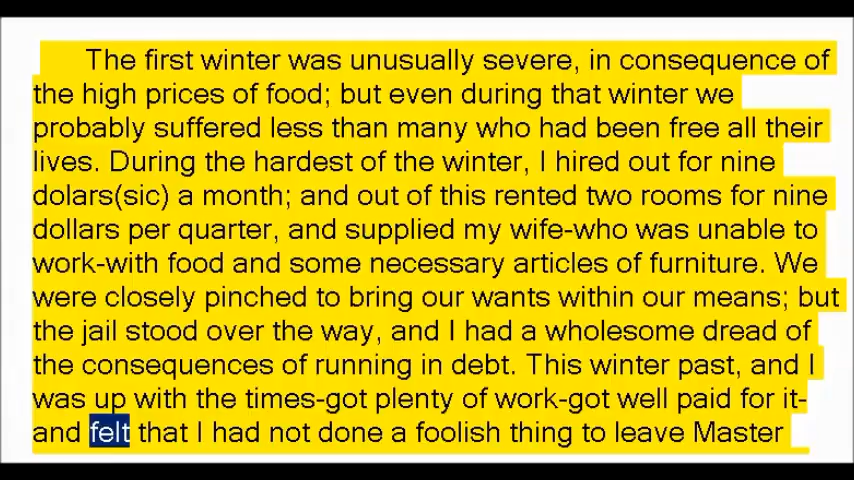 The first winter was unusually severe, in consequence of
the high prices of food; but even during that winter we
probably suffered less than many who had been free all their
lives. During the hardest of the winter, I hired out for nine
dolars(sic) a month; and out of this rented two rooms for nine
dollars per quarter, and supplied my wife-who was unable to
work-with food and some necessary articles of furniture. We
were closely pinched to bring our wants within our means; but
the jail stood over the way, and I had a wholesome dread of
the consequences of running in debt. This winter past, and I
was up with the times-got plenty of work-got well paid for it-
and felt that I had not done a foolish thing to leave Master